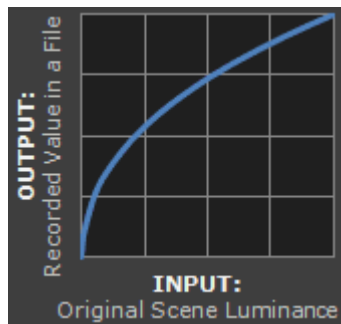 OUTPUT:
Recorded Value in a File
INPUT:
Original Scene Luminance